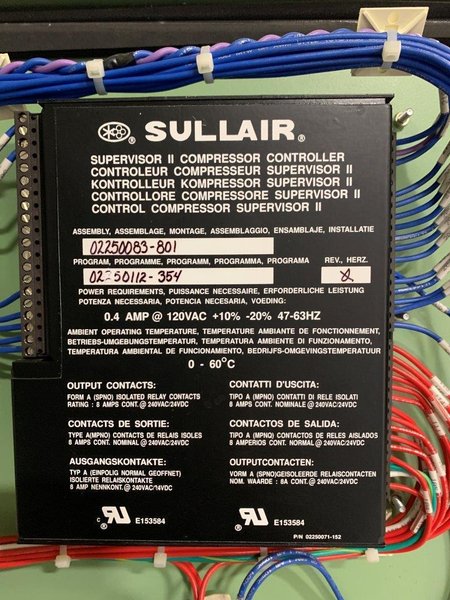 ® SULLAIR®
SUPERVISOR II COMPRESSOR CONTROLLER
CONTROLEUR COMPRESSEUR SUPERVISOR II
KONTROLLEUR KOMPRESSOR SUPERVISOR II
CONTROLLORE COMPRESSORE SUPERVISOR II
CONTROL COMPRESOR SUPERVISOR II
ASSEMBLY, ASSEMBLAGE, MONTAGE, ASSEMBLAGGIO, ENSAMBLAJE, INSTALLATIE
02250083-801
PROGRAM, PROGRAMME, PROGRAMM, PROGRAMMA, PROGRAMA REV., HERZ.
02250112-354
POWER REQUIREMENTS, PUISSANCE NECESSAIRE, ERFORDERLICHE LEISTUNG
POTENZA NECESSARIA, POTENCIA NECESARIA, VOEDING:
0.4 AMP @ 120VAC +10% -20% 47-63HZ
AMBIENT OPERATING TEMPERATURE, TEMPERATURE AMBIANTE DE FONCTIONNEMENT,
BETRIEBS-UMGEBUNGSTEMPERATUR, TEMPERATURA AMBIENTE DI FUNZIONAMENTO,
TEMPERATURA AMBIENTAL DE FUNCIONAMENTO, BEDRIJFS-OMGEVINGSTEMPERATUUR
0 - 60°C
OUTPUT CONTACTS:
FORM A (SPNO) ISOLATED RELAY CONTACTS
RATING : 8 AMPS CONT.@ 240VAC/24VDC
CONTATTI D'USCITA:
TIPO A (MPNO) CONTATTI DI RELE ISOLATI
8 AMPS CONT. NOMINALE @ 240VAC/24VDC
CONTACTS DE SORTIE:
TYPE A(MPNO) CONTACTS DE RELAIS ISOLES
8 AMPS CONT. NOMINAL @ 240VAC/24VDC
CONTACTOS DE SALIDA:
TIPO A (MPNO) CONTACTOS DE RELES AISLADOS
8 AMPERIOS CONT. NORMAL @ 240VAC/24VDC
AUSGANGSKONTAKTE:
TYP A (EINPOLIG NORMAL GEOFFNET)
ISOLIERTE RELAISKONTAKTE
8 AMP NENNKONT.@ 240VAC/14VDC
OUTPUTCONTACTEN:
VORM A (SPNO)GEISOLEERDE RELAISCONTACTEN
NOM. WAARDE : 8A CONT.@ 240VAC/24VDC
c RU ® E153584
RU ® E153584
P/N 02250071-152